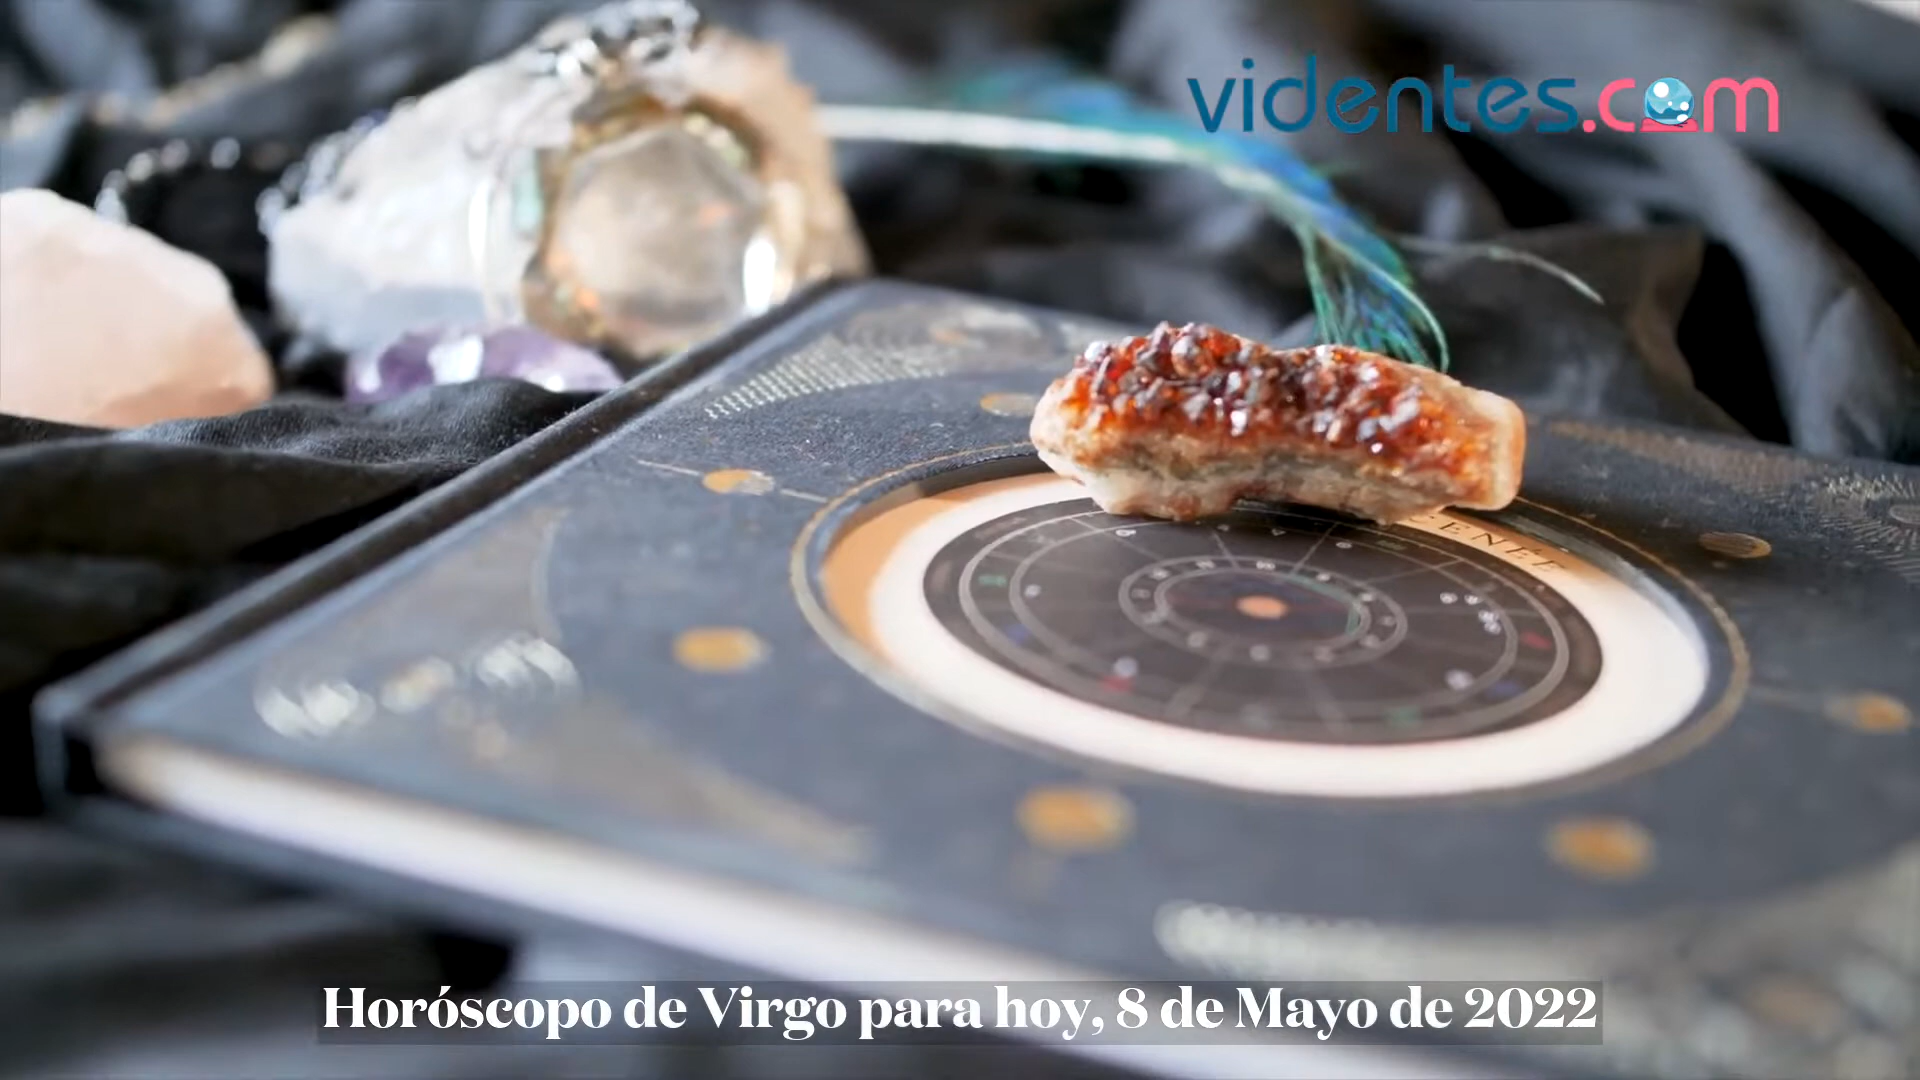 videntes.com
Horóscopo de Virgo para hoy, 8 de Mayo de 2022